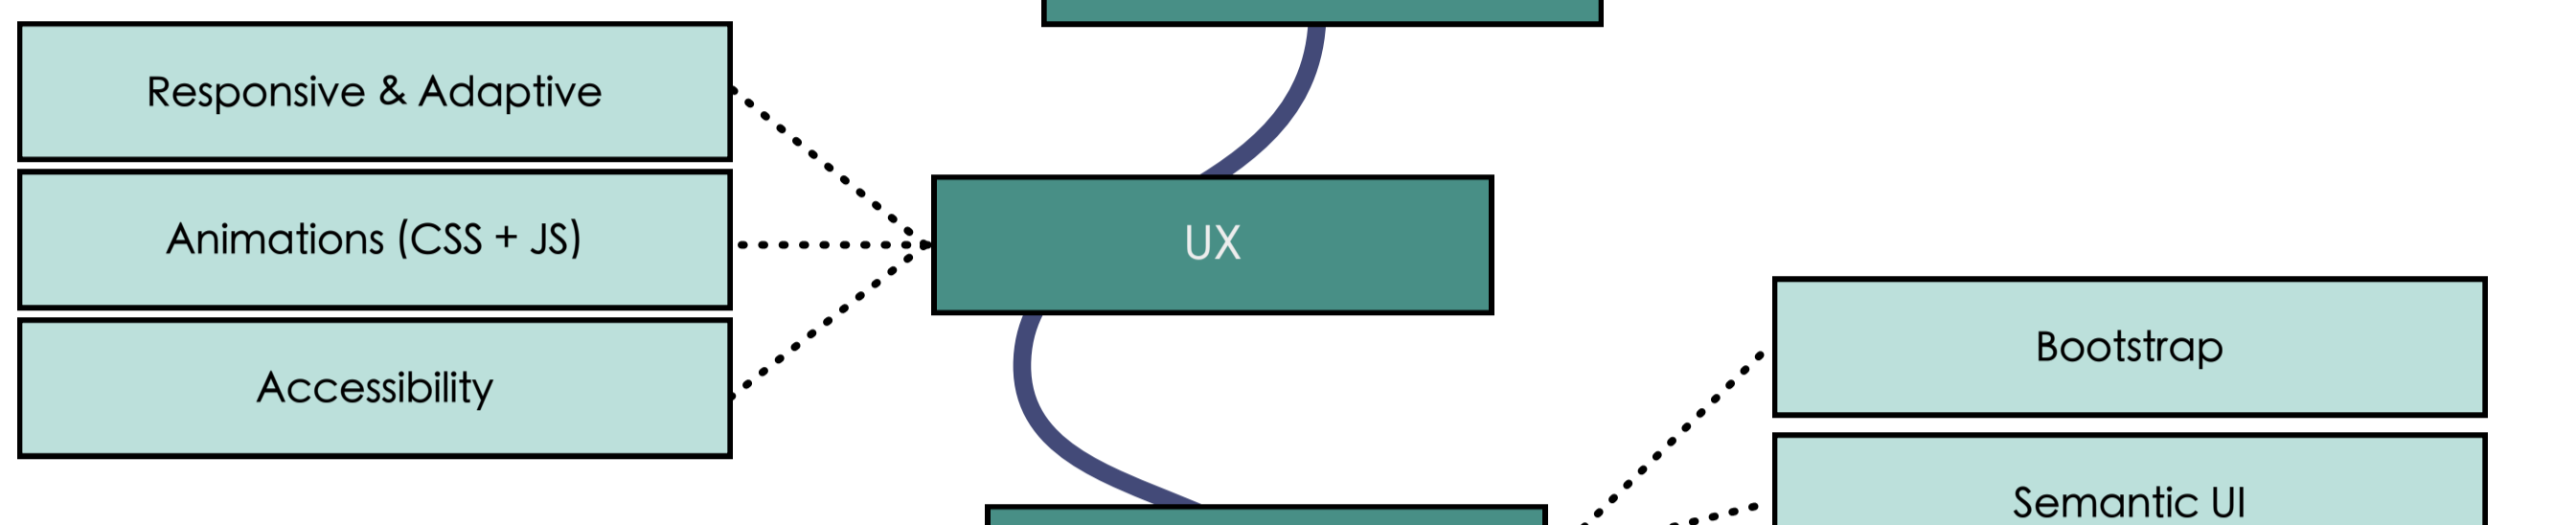 Responsive & Adaptive
Animations (CSS + JS)
Accessibility
UX
Bootstrap
Semantic UI